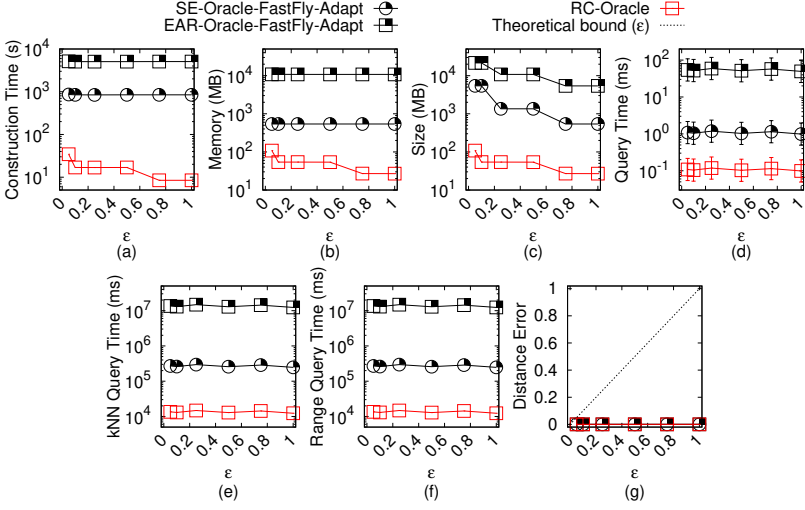 SE-Oracle-FastFly-Adapt
EAR-Oracle-FastFly-Adapt
RC-Oracle
Theoretical bound (ε)
Construction Time (s)
10^4
10^3
10^2
10^1
0
0.2
0.4
0.6
0.8
1
ε
(a)
Memory (MB)
10^4
10^3
10^2
10^1
0
0.2
0.4
0.6
0.8
1
ε
(b)
Size (MB)
10^4
10^3
10^2
10^1
0
0.2
0.4
0.6
0.8
1
ε
(c)
Query Time (ms)
10^2
10^1
10^0
10^-1
0
0.2
0.4
0.6
0.8
1
ε
(d)
kNN Query Time (ms)
10^7
10^6
10^5
10^4
0
0.2
0.4
0.6
0.8
1
ε
(e)
Range Query Time (ms)
10^7
10^6
10^5
10^4
0
0.2
0.4
0.6
0.8
1
ε
(f)
Distance Error
1
0.8
0.6
0.4
0.2
0
0
0.2
0.4
0.6
0.8
1
ε
(g)